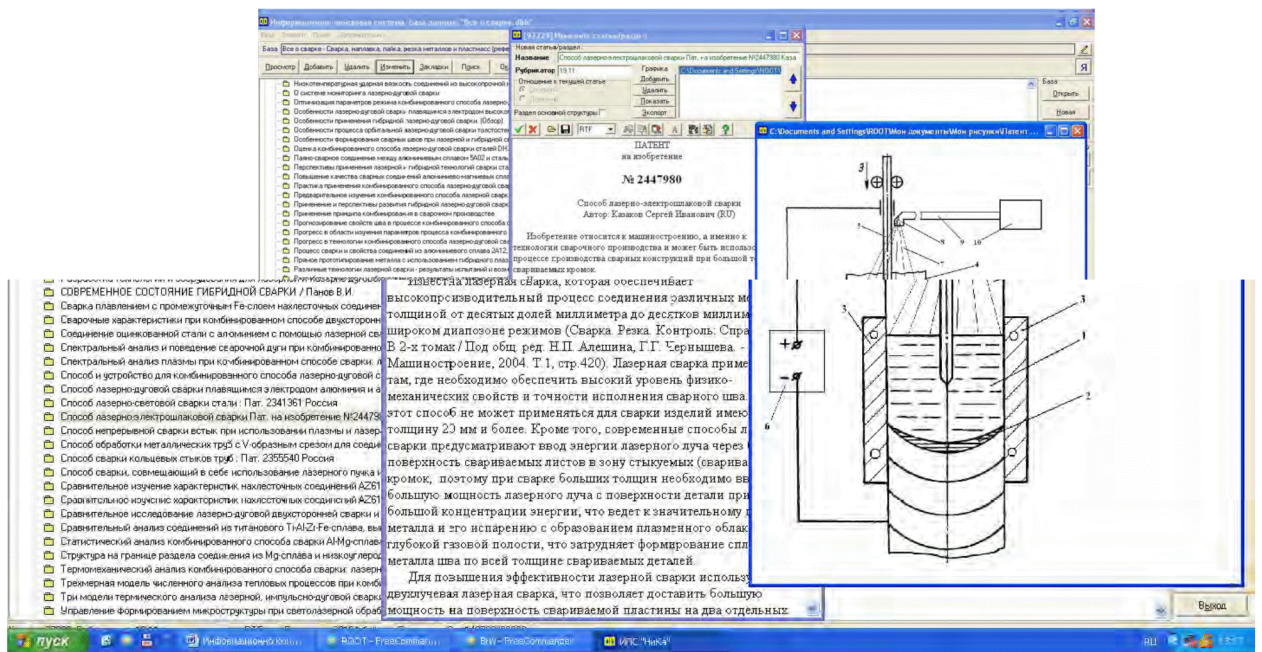 Информационно-поисковая система. База данных: "Все о сварке.dbb"
База Все о сварке - Сварка, наплавка, пайка, резка металлов и пластмасс
Просмотр Добавить Удалить Изменить Закладки Поиск
Я
База
Открыть
Новая
Низкотемпературная ударная вязкость соединений из высокопрочной
О системе мониторинга лазерно-дуговой сварки
Оптимизация параметров режима комбинированного способа лазерно-
Особенности лазерно-дуговой сварки плавящимся электродом
Особенности применения гибридной лазерно-дуговой сварки. (Обзор)
Особенности процесса орбитальной лазерно-дуговой сварки
Особенности формирования сварных швов при лазерной и гибридной
Оценка комбинированного способа лазерно-дуговой сварки сталей
Паяно-сварное соединение между алюминиевым сплавом 5А02 и
Перспективы применения лазерной и гибридной технологий сварки
Повышение качества сварных соединений алюминиево-магниевых
Практика применения комбинированного способа лазерно-дуговой
Предварительное изучение комбинированного способа лазерной
Применение и перспективы развития гибридной лазерно-дуговой
Применение принципа комбинирования в сварочном производстве
Прогнозирование свойств шва в процессе комбинированного способа
Прогресс в области изучения параметров процесса комбинированного
Прогресс в технологии комбинированного способа лазерно-дуговой
Процесс сварки и свойства соединений из алюминиевого сплава 2А12
Прямое прототипирование металла с использованием гибридного
Различные технологии лазерной сварки - результаты испытаний и
СОВРЕМЕННОЕ СОСТОЯНИЕ ГИБРИДНОЙ СВАРКИ / Панов В.И.
Сварка плавлением с промежуточным Fe-слоем нахлесточных соединен
Сварочные характеристики при комбинированном способе двухсторонн
Соединение оцинкованной стали с алюминием с помощью лазерной
Спектральный анализ и поведение сварочной дуги при комбинированно
Спектральный анализ плазмы при комбинированном способе сварки:
Способ и устройство для комбинированного способа лазерно-дуговой с
Способ лазерно-дуговой сварки плавящимся электродом алюминия и
Способ лазерно-световой сварки стали : Пат. 2341361 Россия
Способ лазерно-электрошлаковой сварки Пат. на изобретение №24479
Способ непрерывной сварки встык при использовании плазмы и лазер
Способ обработки металлических труб с V-образным срезом для соеди
Способ сварки кольцевых стыков труб : Пат. 2355540 Россия
Способ сварки, совмещающий в себе использование лазерного пучка и
Сравнительное изучение характеристик нахлесточных соединений AZ61
Сравнительное изучение характеристик нахлесточных соединений AZ61
Сравнительное исследование лазерно-дуговой двухсторонней сварки и
Сравнительный анализ соединений из титанового Ti-Al-Zr-Fe-сплава,
Статистический анализ комбинированного способа сварки Al-Mg-сплав
Структура на границе раздела соединения из Mg-сплава и низкоуглерод
Термомеханический анализ комбинированного способа сварки: лазерн
Трехмерная модель численного анализа тепловых процессов при комби
Три модели термического анализа лазерной, импульсно-дуговой сварк
Управление формированием микроструктуры при светолазерной обраб
Новая статья/раздел
Название Способ лазерно-электрошлаковой сварки Пат. на изобретение №2447980 Каза
Рубрикатор 19.11
Графика
C:\Documents and Settings\ROOT\
Отношение к текущей статье
Добавить
Удалить
Показать
Экспорт
Раздел основной структуры
RTF
ПАТЕНТ
на изобретение
№ 2447980
Способ лазерно-электрошлаковой сварки
Автор: Казаков Сергей Иванович (RU)
Изобретение относится к машиностроению, а именно к
технологии сварочного производства и может быть использо
процессе производства сварных конструкций при большой
свариваемых кромок.
Известна лазерная сварка, которая обеспечивает
высокопроизводительный процесс соединения различных
толщиной от десятых долей миллиметра до десятков миллим
широком диапозоне режимов (Сварка. Резка. Контроль: Спра
В 2-х томах / Под общ. ред. Н.П. Алешина, Г.Г. Чернышева. -
Машиностроение, 2004. Т.1, стр.420). Лазерная сварка приме
там, где необходимо обеспечить высокий уровень физико-
механических свойств и точности исполнения сварного шва.
этот способ не может применяться для сварки изделий имею
толщину 20 мм и более. Кроме того, современные способы л
сварки предусматривают ввод энергии лазерного луча через
поверхность свариваемых листов в зону стыкуемых (сварива
кромок, поэтому при сварке больших толщин необходимо вв
большую мощность лазерного луча с поверхности детали при
большой концентрации энергии, что ведет к значительному
металла и его испарению с образованием плазменного облак
глубокой газовой полости, что затрудняет формирование спл
металла шва по всей толщине свариваемых деталей.
Для повышения эффективности лазерной сварки использу
двухлучевая лазерная сварка, что позволяет доставить большую
мощность на поверхность свариваемой пластины на два отдельных
C:\Documents and Settings\ROOT\Мои документы\Мои рисунки\Патент ...
5
8
9
10
7
4
3
3
1
2
6
Выход
пуск
ROOT - FreeComman...
BIN - FreeCommander
ИПС "НиКа"
RU